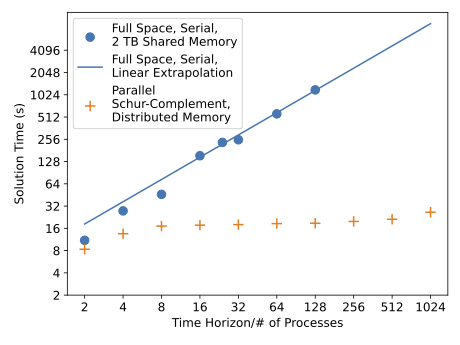 Full Space, Serial,
2 TB Shared Memory
Full Space, Serial,
Linear Extrapolation
Parallel
Schur-Complement,
Distributed Memory
Solution Time (s)
4096
2048
1024
512
256
128
64
32
16
8
4
2
2 4 8 16 32 64 128 256 512 1024
Time Horizon/# of Processes